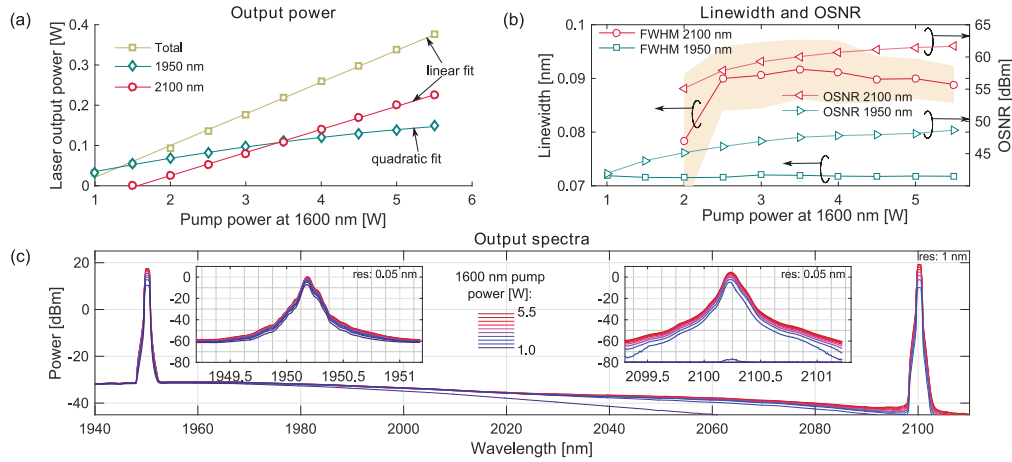 (a)
Output power
Laser output power [W]
0.4
0.3
0.2
0.1
0
Total
1950 nm
2100 nm
linear fit
quadratic fit
1 2 3 4 5 6
Pump power at 1600 nm [W]
(b)
Linewidth and OSNR
Linewidth [nm]
0.1
0.09
0.08
0.07
FWHM 2100 nm
FWHM 1950 nm
OSNR 2100 nm
OSNR 1950 nm
65
60
55
50
45
OSNR [dBm]
1 2 3 4 5
Pump power at 1600 nm [W]
(c)
Output spectra
Power [dBm]
20
0
-20
-40
res: 0.05 nm
0
-20
-40
-60
-80
1949.5 1950 1950.5 1951
1600 nm pump
power [W]:
5.5
1.0
res: 0.05 nm
0
-20
-40
-60
-80
2099.5 2100 2100.5 2101
res: 1 nm
1940 1960 1980 2000 2020 2040 2060 2080 2100
Wavelength [nm]